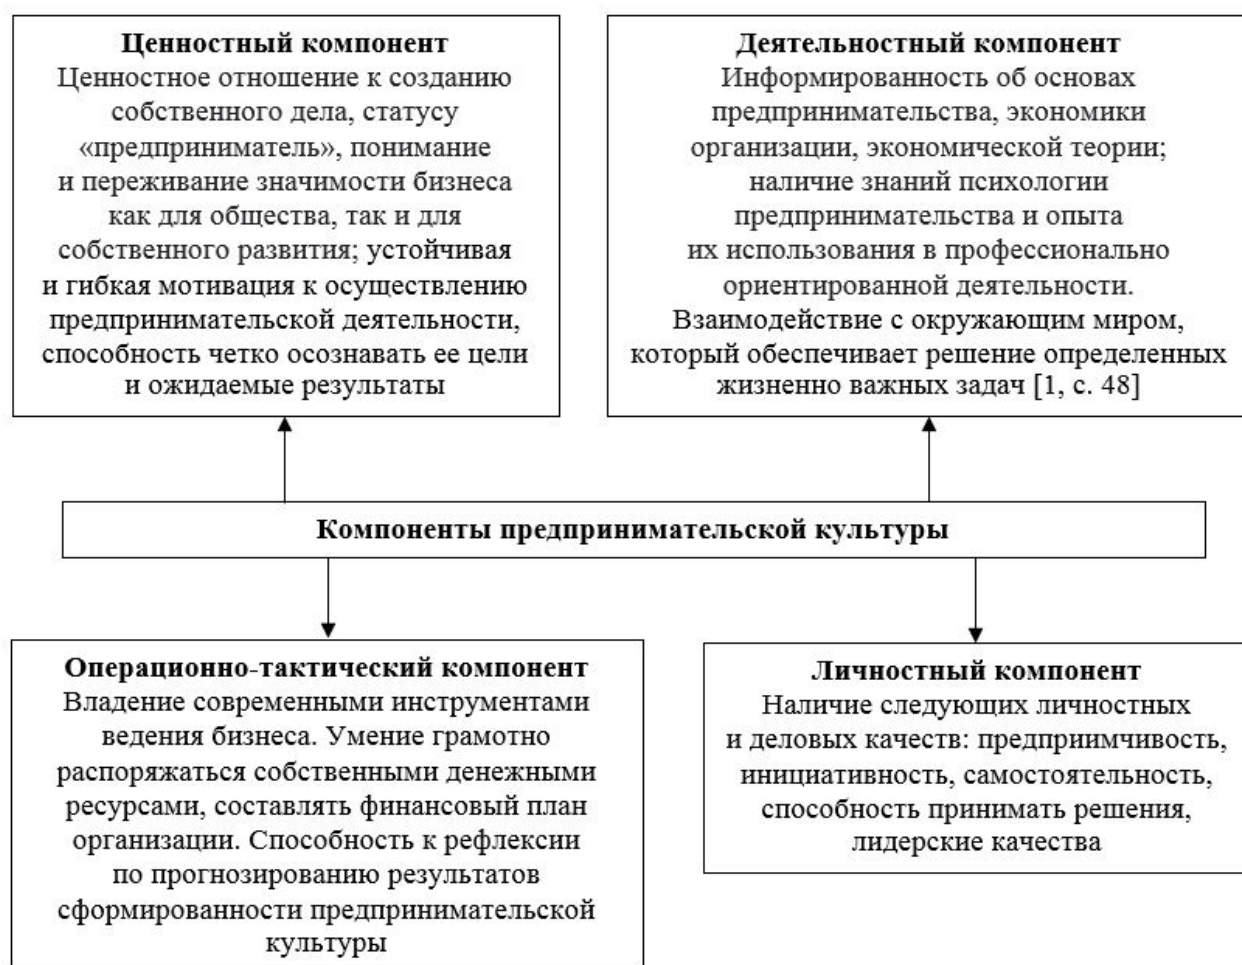 Ценностный компонент
Ценностное отношение к созданию
собственного дела, статусу
«предприниматель», понимание
и переживание значимости бизнеса
как для общества, так и для
собственного развития; устойчивая
и гибкая мотивация к осуществлению
предпринимательской деятельности,
способность четко осознавать ее цели
и ожидаемые результаты
Деятельностный компонент
Информированность об основах
предпринимательства, экономики
организации, экономической теории;
наличие знаний психологии
предпринимательства и опыта
их использования в профессионально
ориентированной деятельности.
Взаимодействие с окружающим миром,
который обеспечивает решение определенных
жизненно важных задач [1, с. 48]
Компоненты предпринимательской культуры
Операционно-тактический компонент
Владение современными инструментами
ведения бизнеса. Умение грамотно
распоряжаться собственными денежными
ресурсами, составлять финансовый план
организации. Способность к рефлексии
по прогнозированию результатов
сформированности предпринимательской
культуры
Личностный компонент
Наличие следующих личностных
и деловых качеств: предприимчивость,
инициативность, самостоятельность,
способность принимать решения,
лидерские качества